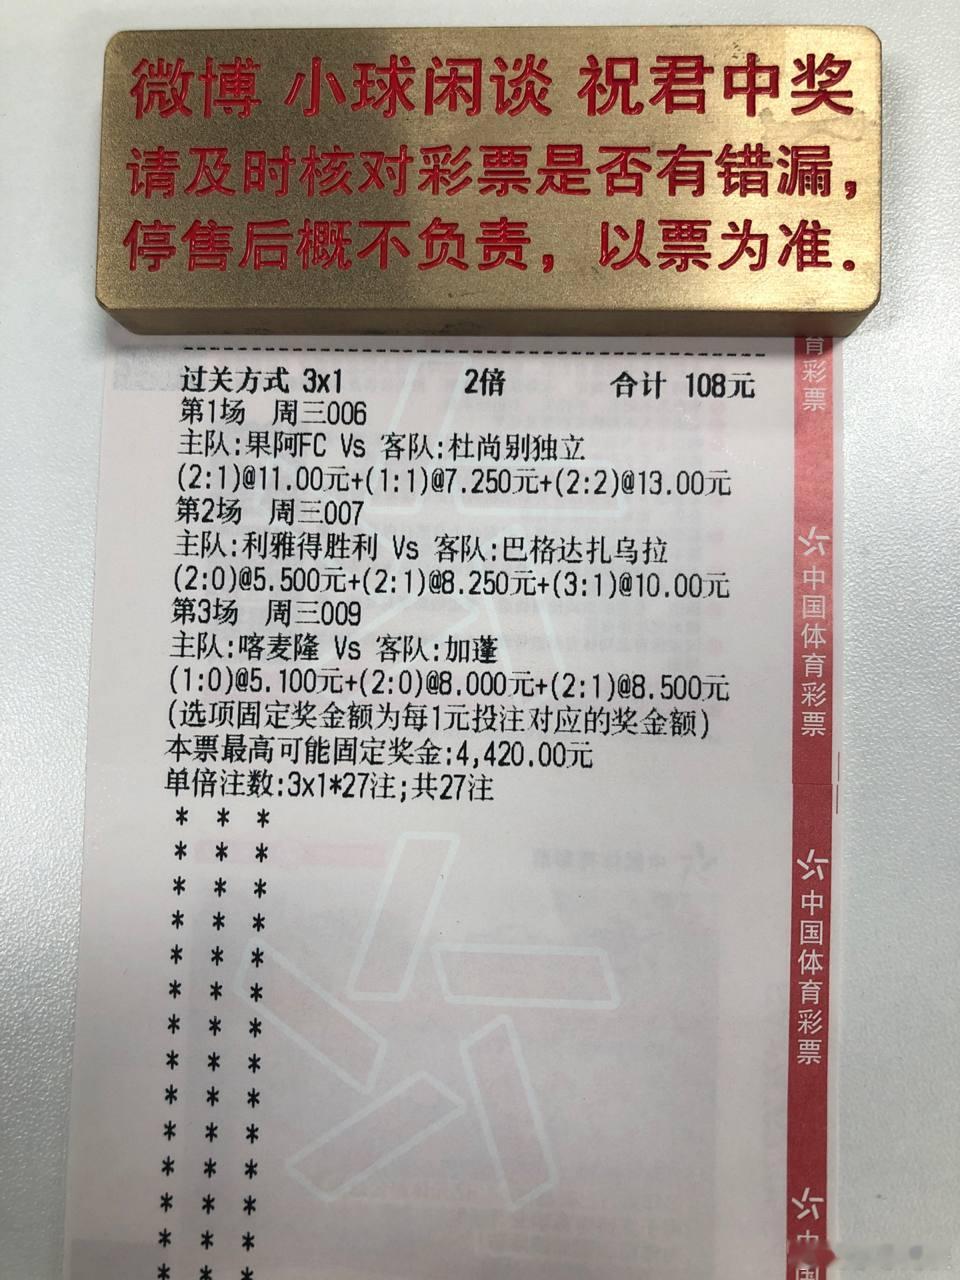 微博 小球闲谈 祝君中奖
请及时核对彩票是否有错漏，
停售后概不负责，以票为准.
过关方式 3x1 2倍 合计 108元
第1场 周三006
主队:果阿FC Vs 客队:杜尚别独立
(2:1)@11.00元+(1:1)@7.250元+(2:2)@13.00元
第2场 周三007
主队:利雅得胜利 Vs 客队:巴格达扎乌拉
(2:0)@5.500元+(2:1)@8.250元+(3:1)@10.00元
第3场 周三009
主队:喀麦隆 Vs 客队:加蓬
(1:0)@5.100元+(2:0)@8.000元+(2:1)@8.500元
(选项固定奖金额为每1元投注对应的奖金额)
本票最高可能固定奖金:4,420.00元
单倍注数:3x1*27注;共27注
* * *
* * *
* * *
* * *
* * *
* * *
* * *
* * *
* * *
* * *
* * *
* * *
* * *
* * *
育彩票
中国体育彩票
中国体育彩票
中国